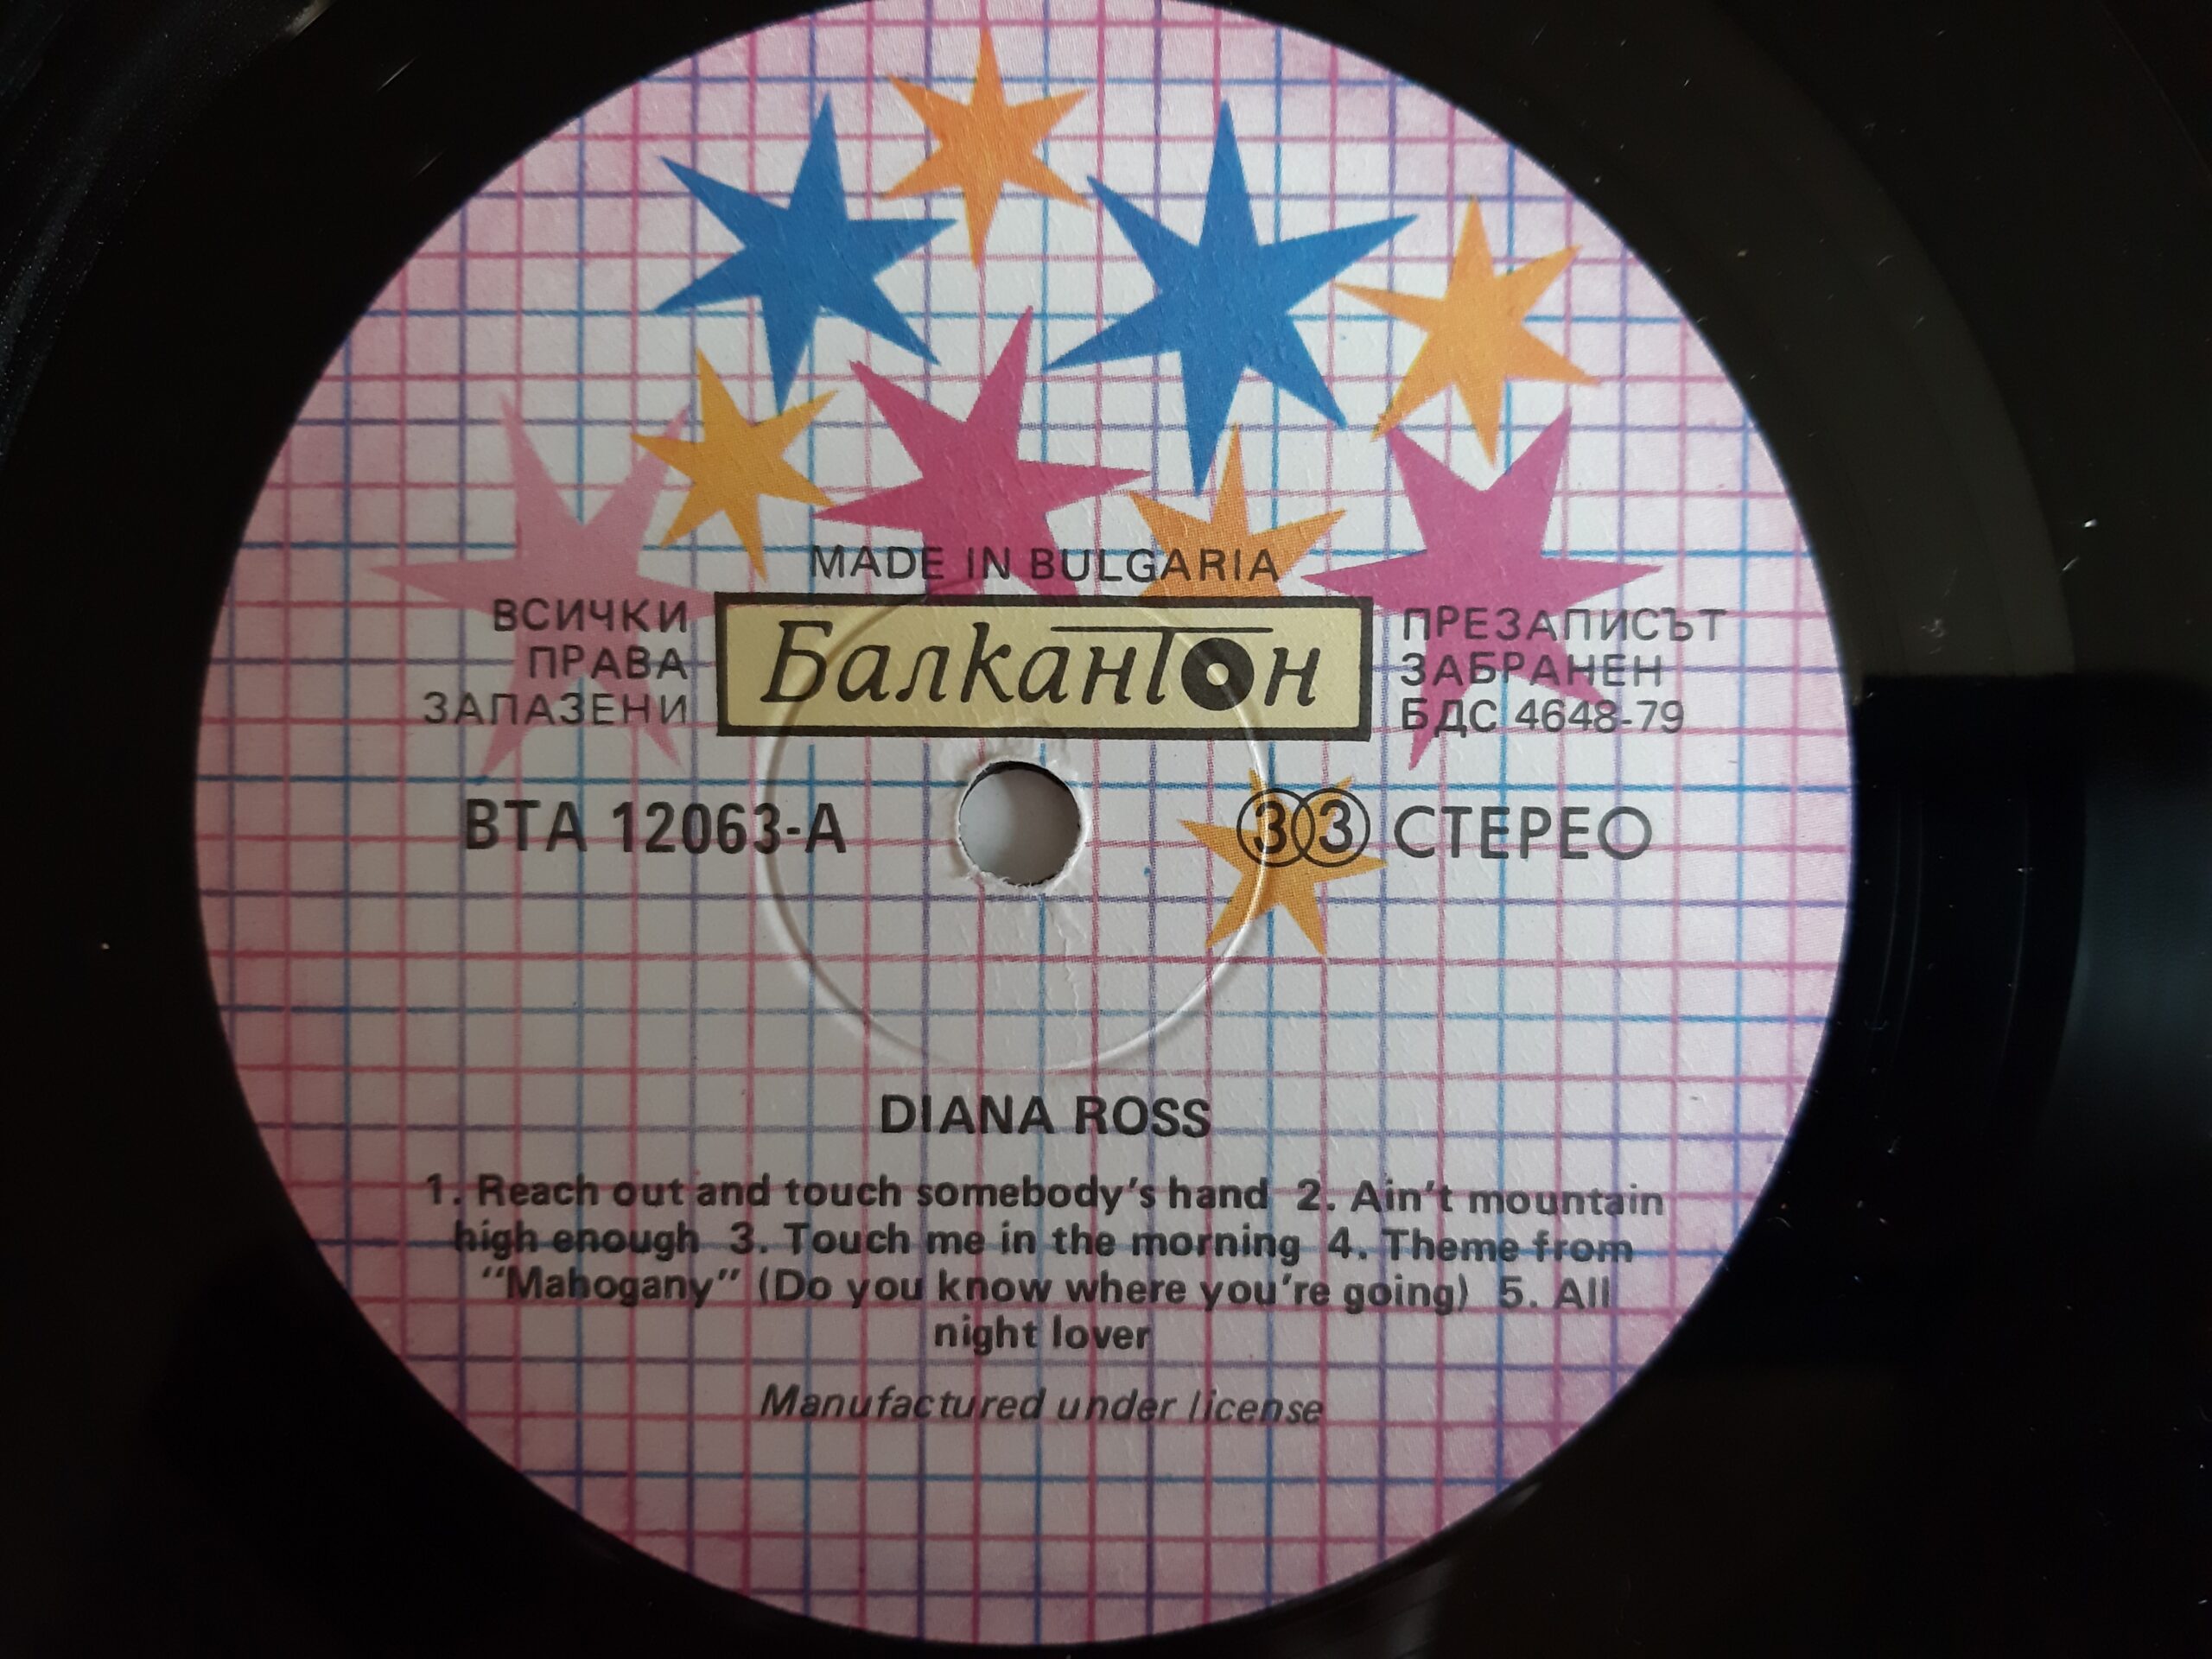 MADE IN BULGARIA
ВСИЧКИ
ПРАВА
ЗАПАЗЕНИ
Балкантон
ПРЕЗАПИСЪТ
ЗАБРАНЕН
БДС 4648-79
ВТА 12063-А
33 СТЕРЕО
DIANA ROSS
1. Reach out and touch somebody's hand 2. Ain't mountain
high enough 3. Touch me in the morning 4. Theme from
"Mahogany" (Do you know where you're going) 5. All
night lover
Manufactured under license